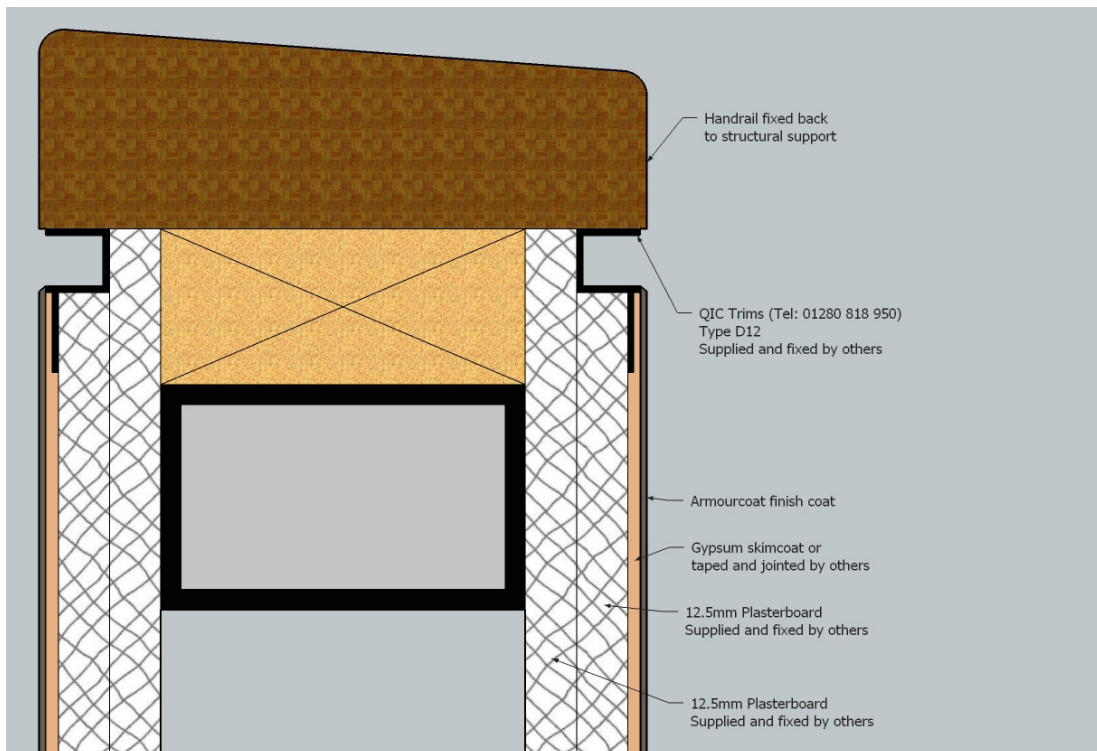 Handrail fixed back
to structural support
QIC Trims (Tel: 01280 818 950)
Type D12
Supplied and fixed by others
Armourcoat finish coat
Gypsum skimcoat or
taped and jointed by others
12.5mm Plasterboard
Supplied and fixed by others
12.5mm Plasterboard
Supplied and fixed by others